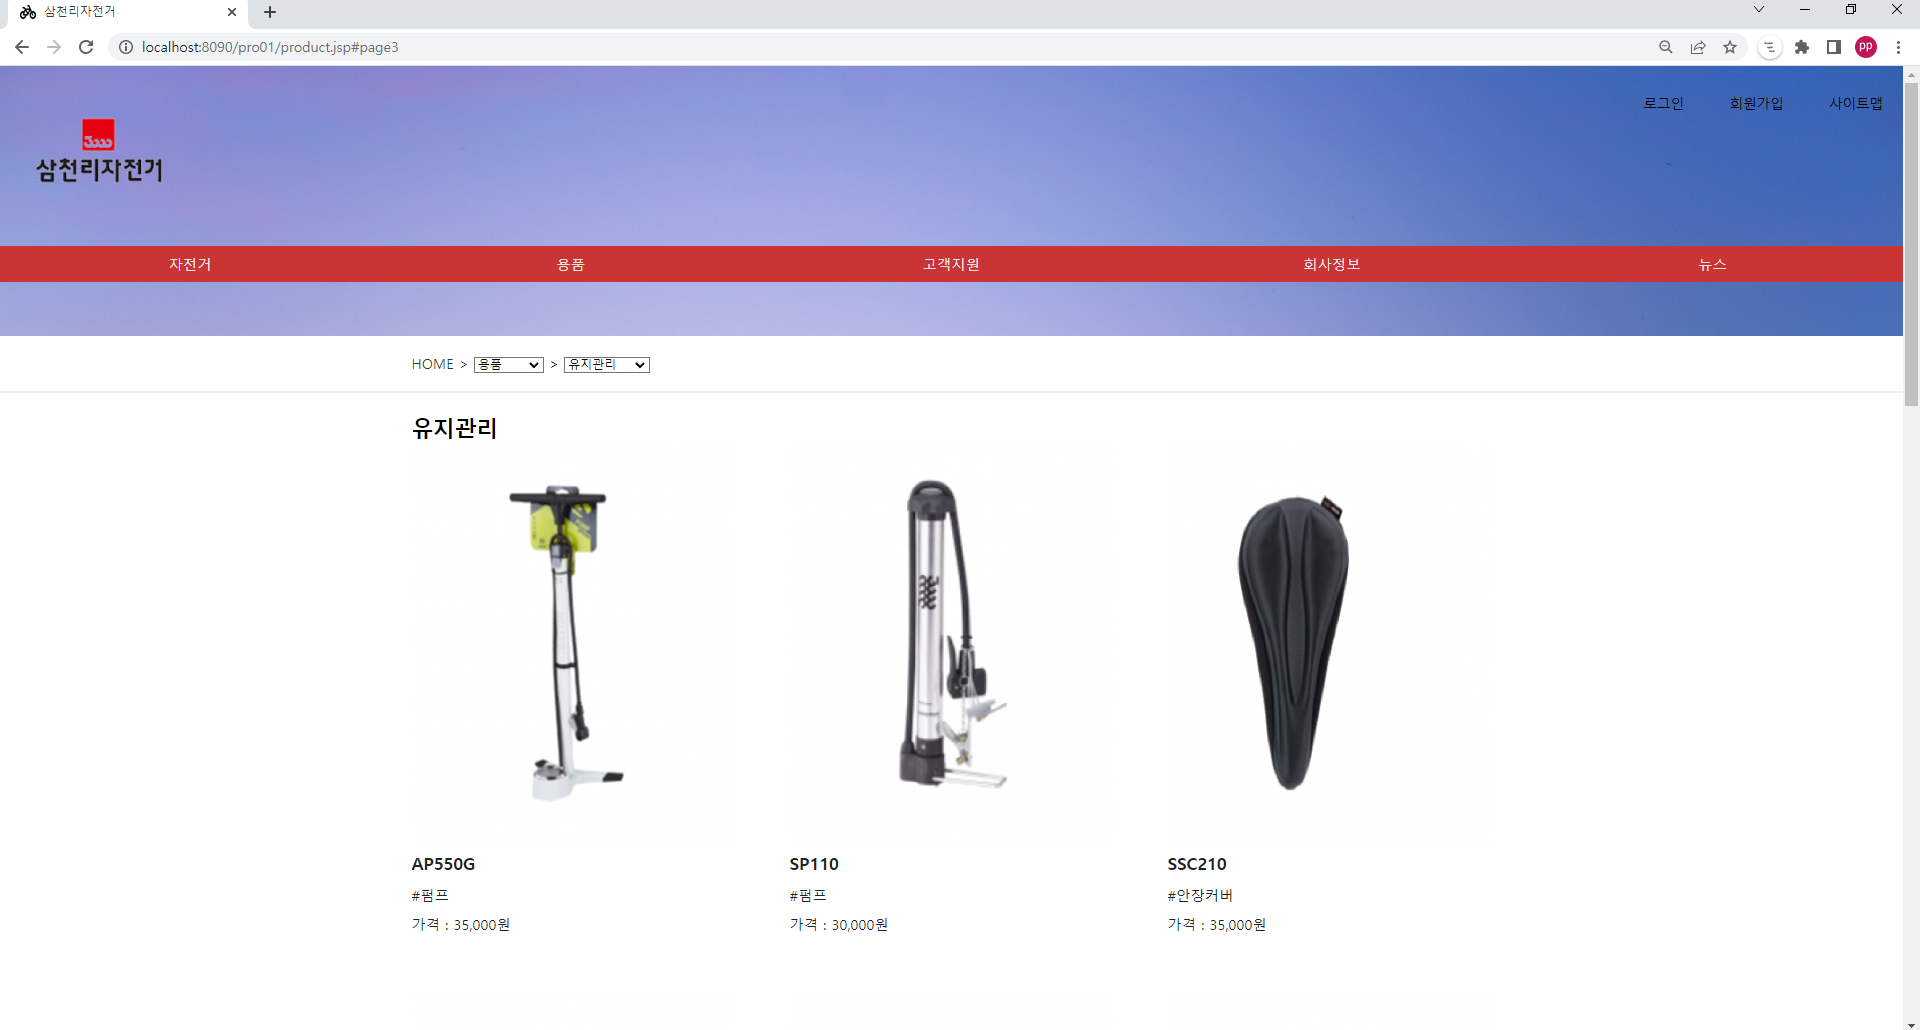 삼천리자전거
localhost:8090/pro01/product.jsp#page3
PP
로그인 회원가입 사이트맵
삼천리자전거
자전거 용품 고객지원 회사정보 뉴스
HOME > 용품 > 유지관리
유지관리
AP550G SP110 SSC210
#펌프 #펌프 #안장커버
가격 : 35,000원 가격 : 30,000원 가격 : 35,000원